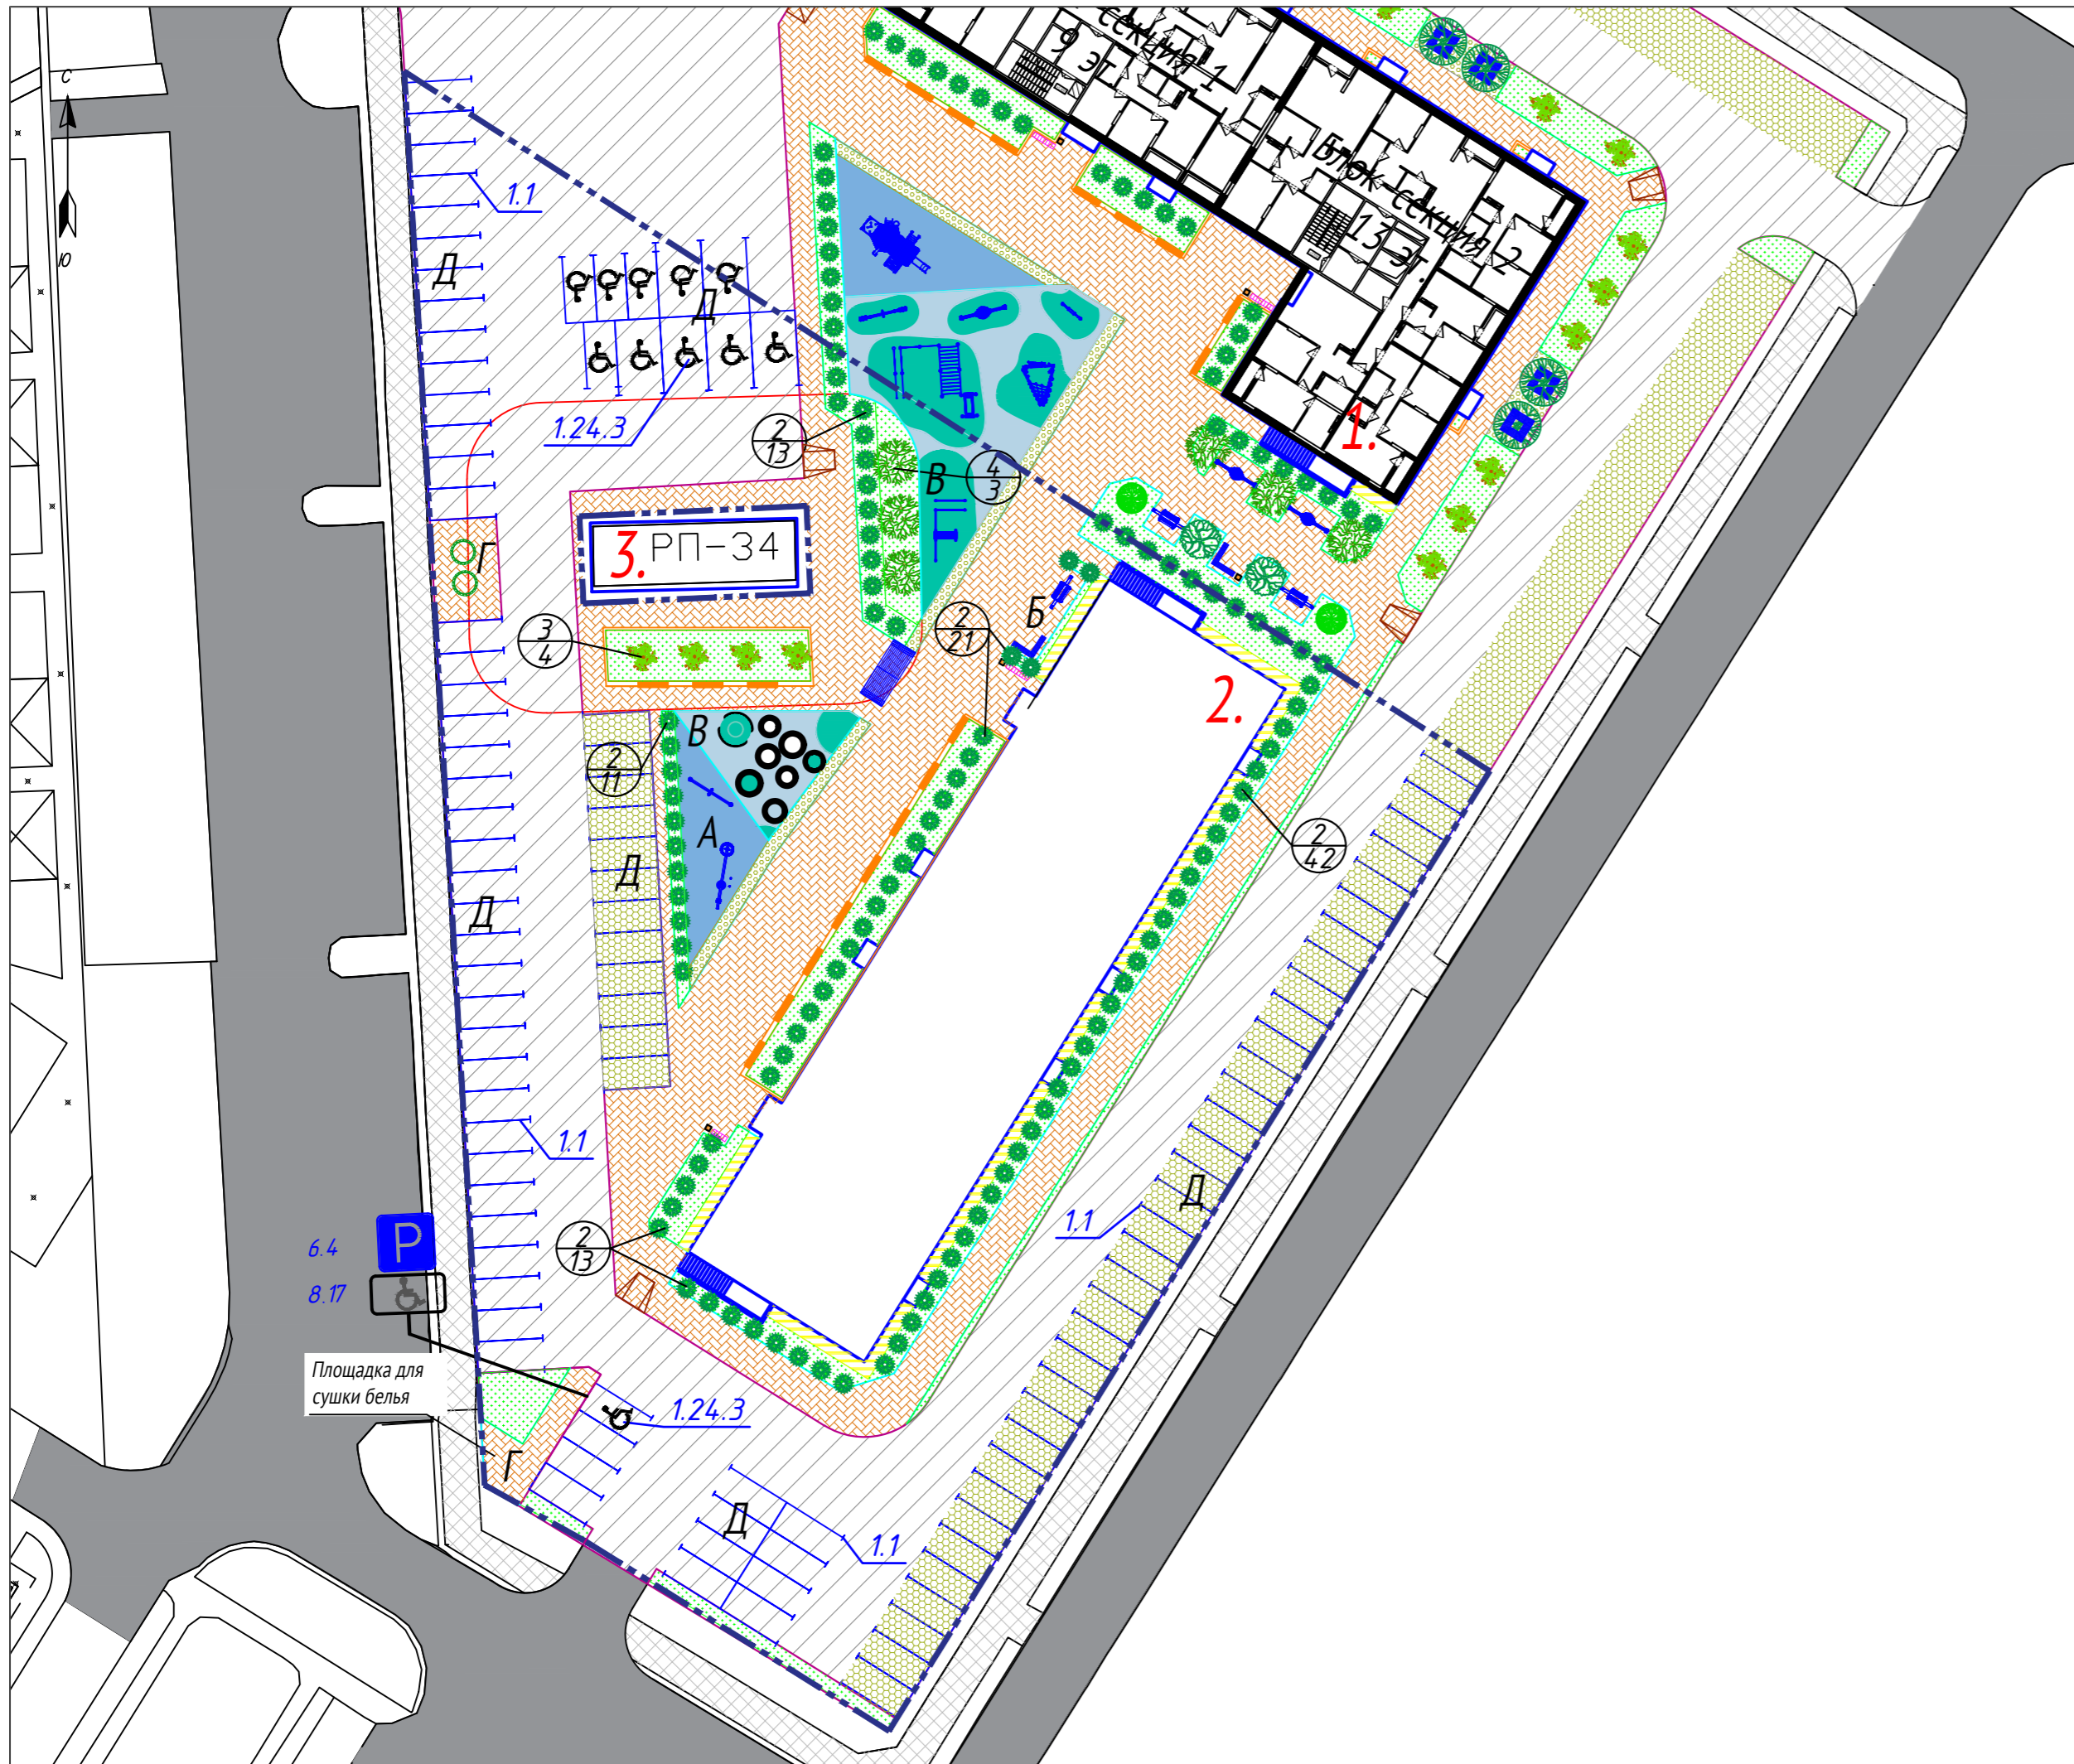 С
Ю
Блок-секция 2
13 эт.
секция 1
9 эт.
1.1
Д
Д
1.24.3
1.
2
13
4
3
В
3. РП-34
Г
Б
2
21
3
4
2.
В
2
11
А
Д
Д
2
42
1.1
Д
1.1
2
13
6.4
P
8.17
Площадка для
сушки белья
1.24.3
Г
Д
1.1